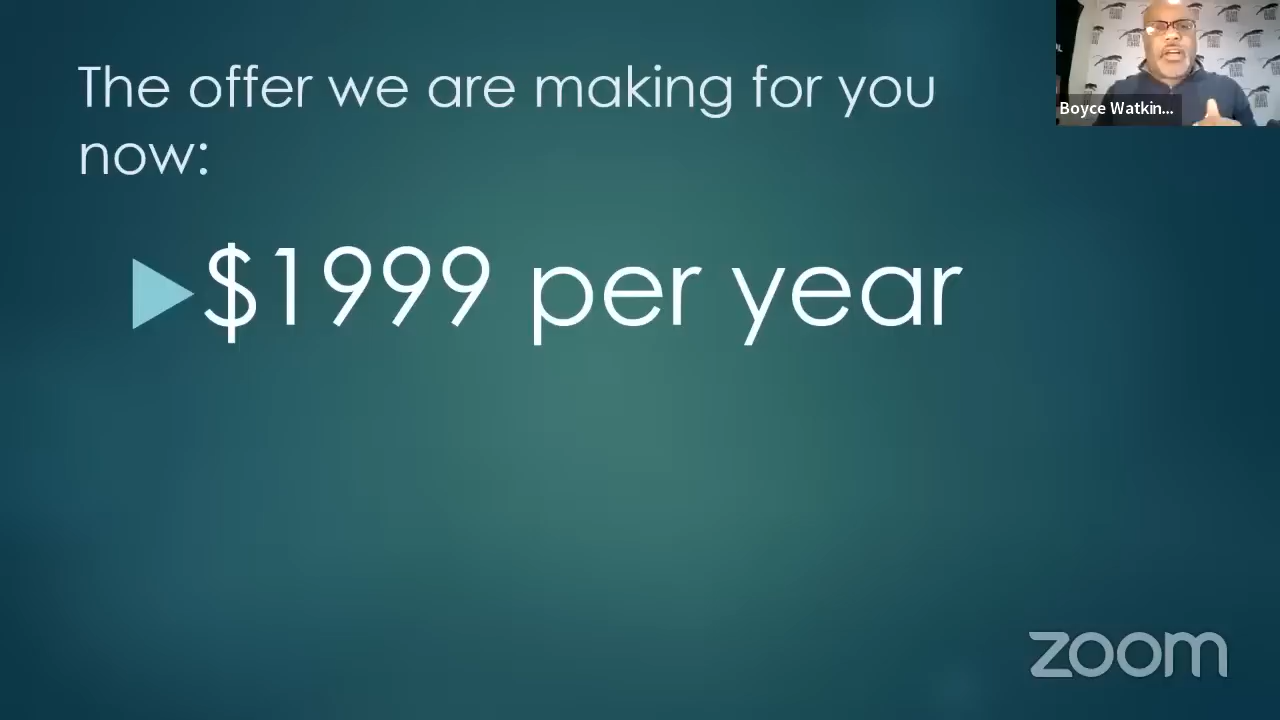 The offer we are making for you
now:
$1999 per year
Boyce Watkin...
zoom